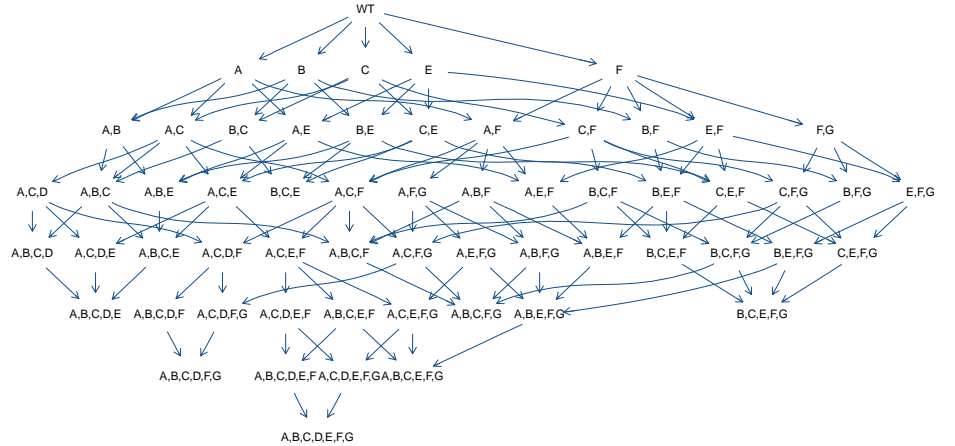 WT
A B C E F
A,B A,C B,C A,E B,E C,E A,F C,F B,F E,F F,G
A,C,D A,B,C A,B,E A,C,E B,C,E A,C,F A,F,G A,B,F A,E,F B,C,F B,E,F C,E,F C,F,G B,F,G E,F,G
A,B,C,D A,C,D,E A,B,C,E A,C,D,F A,C,E,F A,B,C,F A,C,F,G A,E,F,G A,B,F,G A,B,E,F B,C,E,F B,C,F,G B,E,F,G C,E,F,G
A,B,C,D,E A,B,C,D,F A,C,D,F,G A,C,D,E,F A,B,C,E,F A,C,E,F,G A,B,C,F,G A,B,E,F,G B,C,E,F,G
A,B,C,D,F,G A,B,C,D,E,F A,C,D,E,F,G A,B,C,E,F,G
A,B,C,D,E,F,G